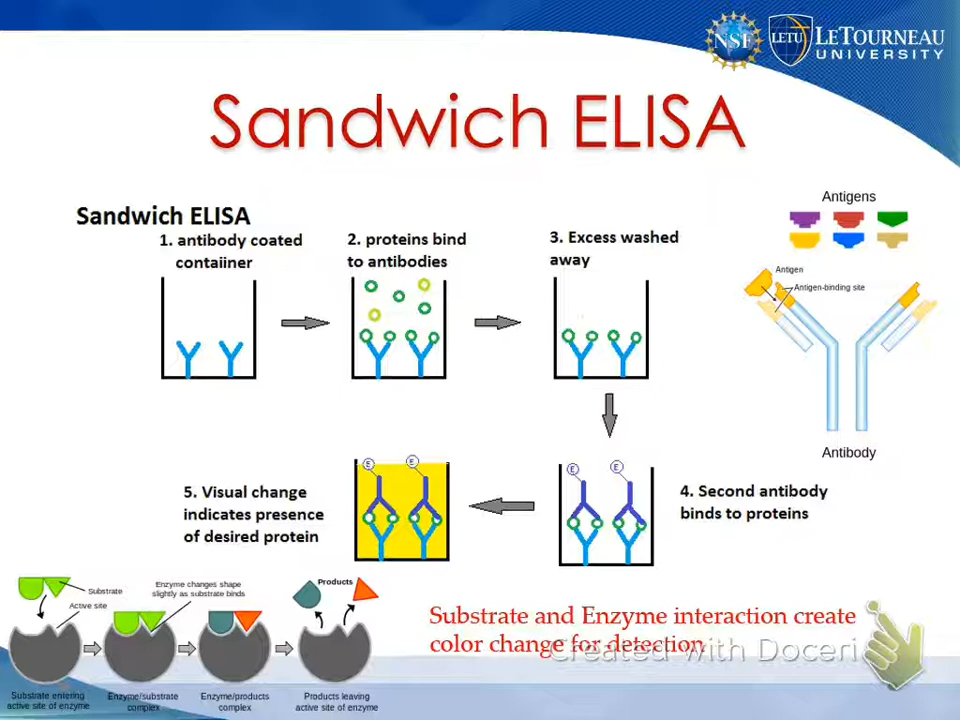 NSF
LETU
LETOURNEAU
UNIVERSITY
Sandwich ELISA
Sandwich ELISA
1. antibody coated
contaiiner
2. proteins bind
to antibodies
3. Excess washed
away
Antigens
Antigen
Antigen-binding site
Antibody
E
E
E
E
5. Visual change
indicates presence
of desired protein
4. Second antibody
binds to proteins
Substrate
Active site
Enzyme changes shape
slightly as substrate binds
Products
Substrate entering
active site of enzyme
Enzyme/substrate
complex
Enzyme/products
complex
Products leaving
active site of enzyme
Substrate and Enzyme interaction create
color change for detection.
Created with Doceri